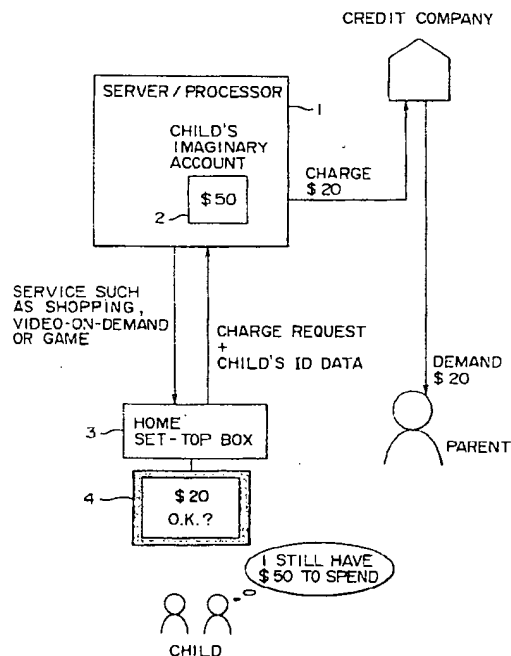 CREDIT COMPANY
SERVER/PROCESSOR
1
CHILD'S
IMAGINARY
ACCOUNT
$50
2
CHARGE
$20
SERVICE SUCH
AS SHOPPING,
VIDEO-ON-DEMAND
OR GAME
CHARGE REQUEST
+
CHILD'S ID DATA
DEMAND
$20
3
HOME
SET-TOP BOX
PARENT
4
$20
O.K.?
I STILL HAVE
$50 TO SPEND
CHILD